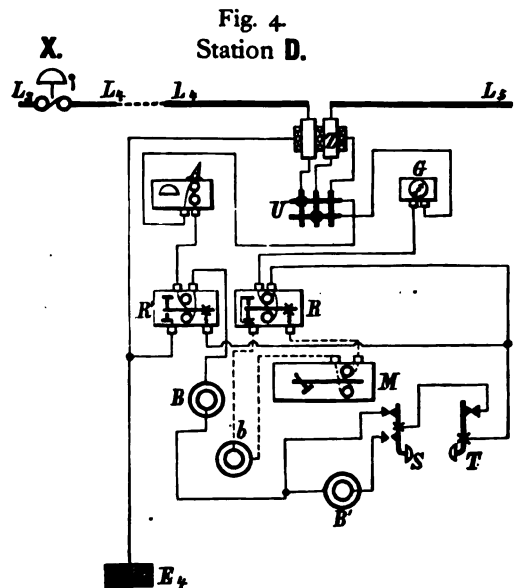 Fig. 4.
Station D.
X.
L3 L4 L4 L5
Z
A G
U
R' R
M
B
b
S T
B'
E4